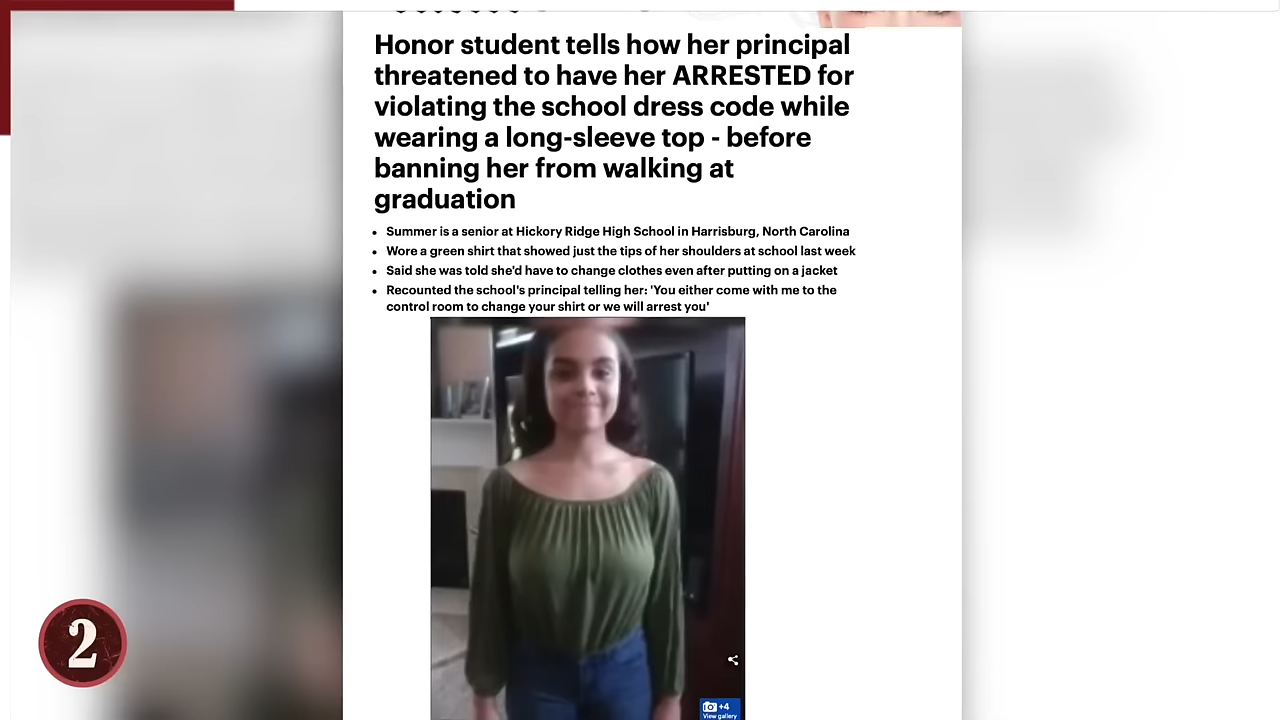 Honor student tells how her principal
threatened to have her ARRESTED for
violating the school dress code while
wearing a long-sleeve top - before
banning her from walking at
graduation
• Summer is a senior at Hickory Ridge High School in Harrisburg, North Carolina
• Wore a green shirt that showed just the tips of her shoulders at school last week
• Said she was told she'd have to change clothes even after putting on a jacket
• Recounted the school's principal telling her: 'You either come with me to the
control room to change your shirt or we will arrest you'
+4
View gallery
2